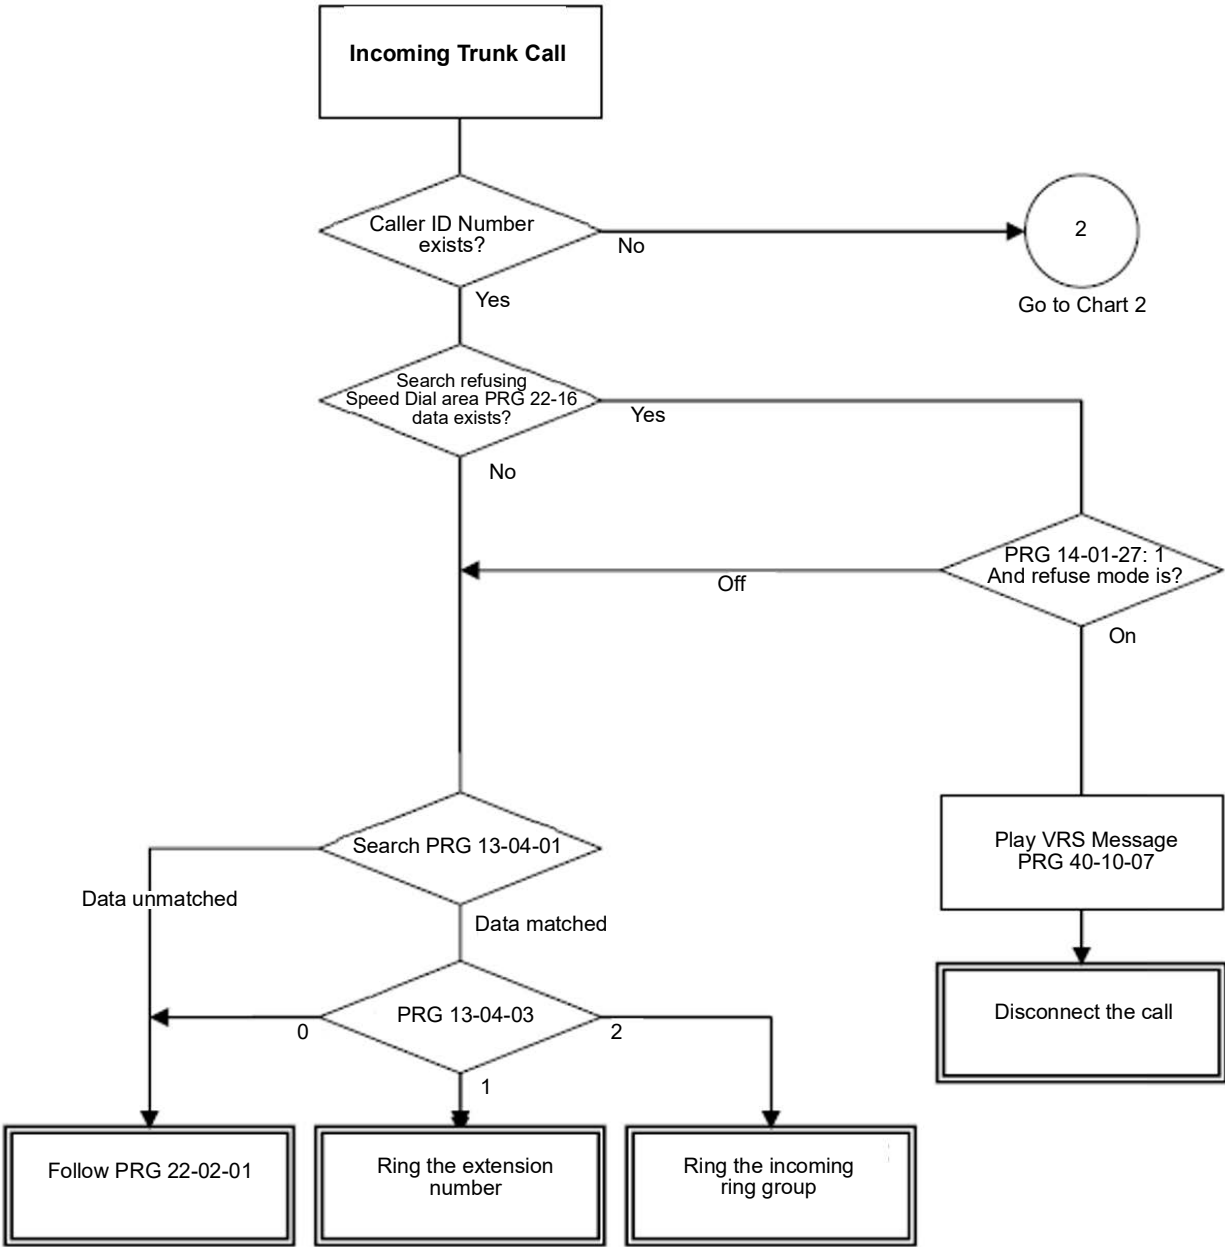 Incoming Trunk Call
Caller ID Number
exists?
No
2
Go to Chart 2
Yes
Search refusing
Speed Dial area PRG 22-16
data exists?
Yes
No
PRG 14-01-27: 1
And refuse mode is?
Off
On
Search PRG 13-04-01
Play VRS Message
PRG 40-10-07
Data unmatched
Data matched
PRG 13-04-03
0
2
1
Disconnect the call
Follow PRG 22-02-01
Ring the extension
number
Ring the incoming
ring group